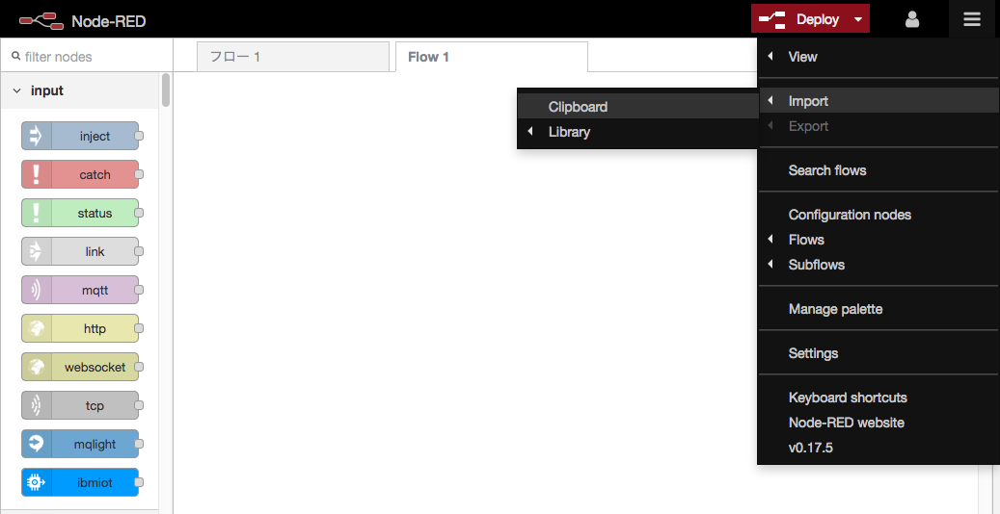 Node-RED
Deploy
filter nodes
フロー 1
Flow 1
View
input
Import
Clipboard
Export
Library
inject
catch
Search flows
status
Configuration nodes
Flows
link
Subflows
mqtt
Manage palette
http
Settings
websocket
Keyboard shortcuts
tcp
Node-RED website
mqlight
v0.17.5
ibmiot